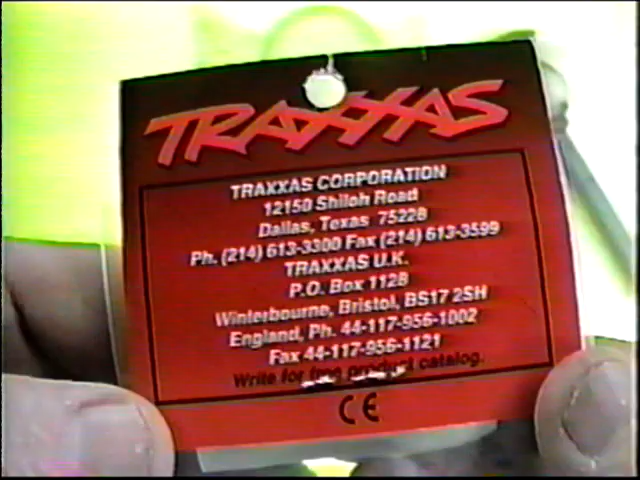 TRAXXAS
TRAXXAS CORPORATION
12150 Shiloh Road
Dallas, Texas 75228
Ph. (214) 613-3300 Fax (214) 613-3599
TRAXXAS U.K.
P.O. Box 1128
Winterbourne, Bristol, BS17 2SH
England, Ph. 44-117-956-1002
Fax 44-117-956-1121
Write for free product catalog.
CE